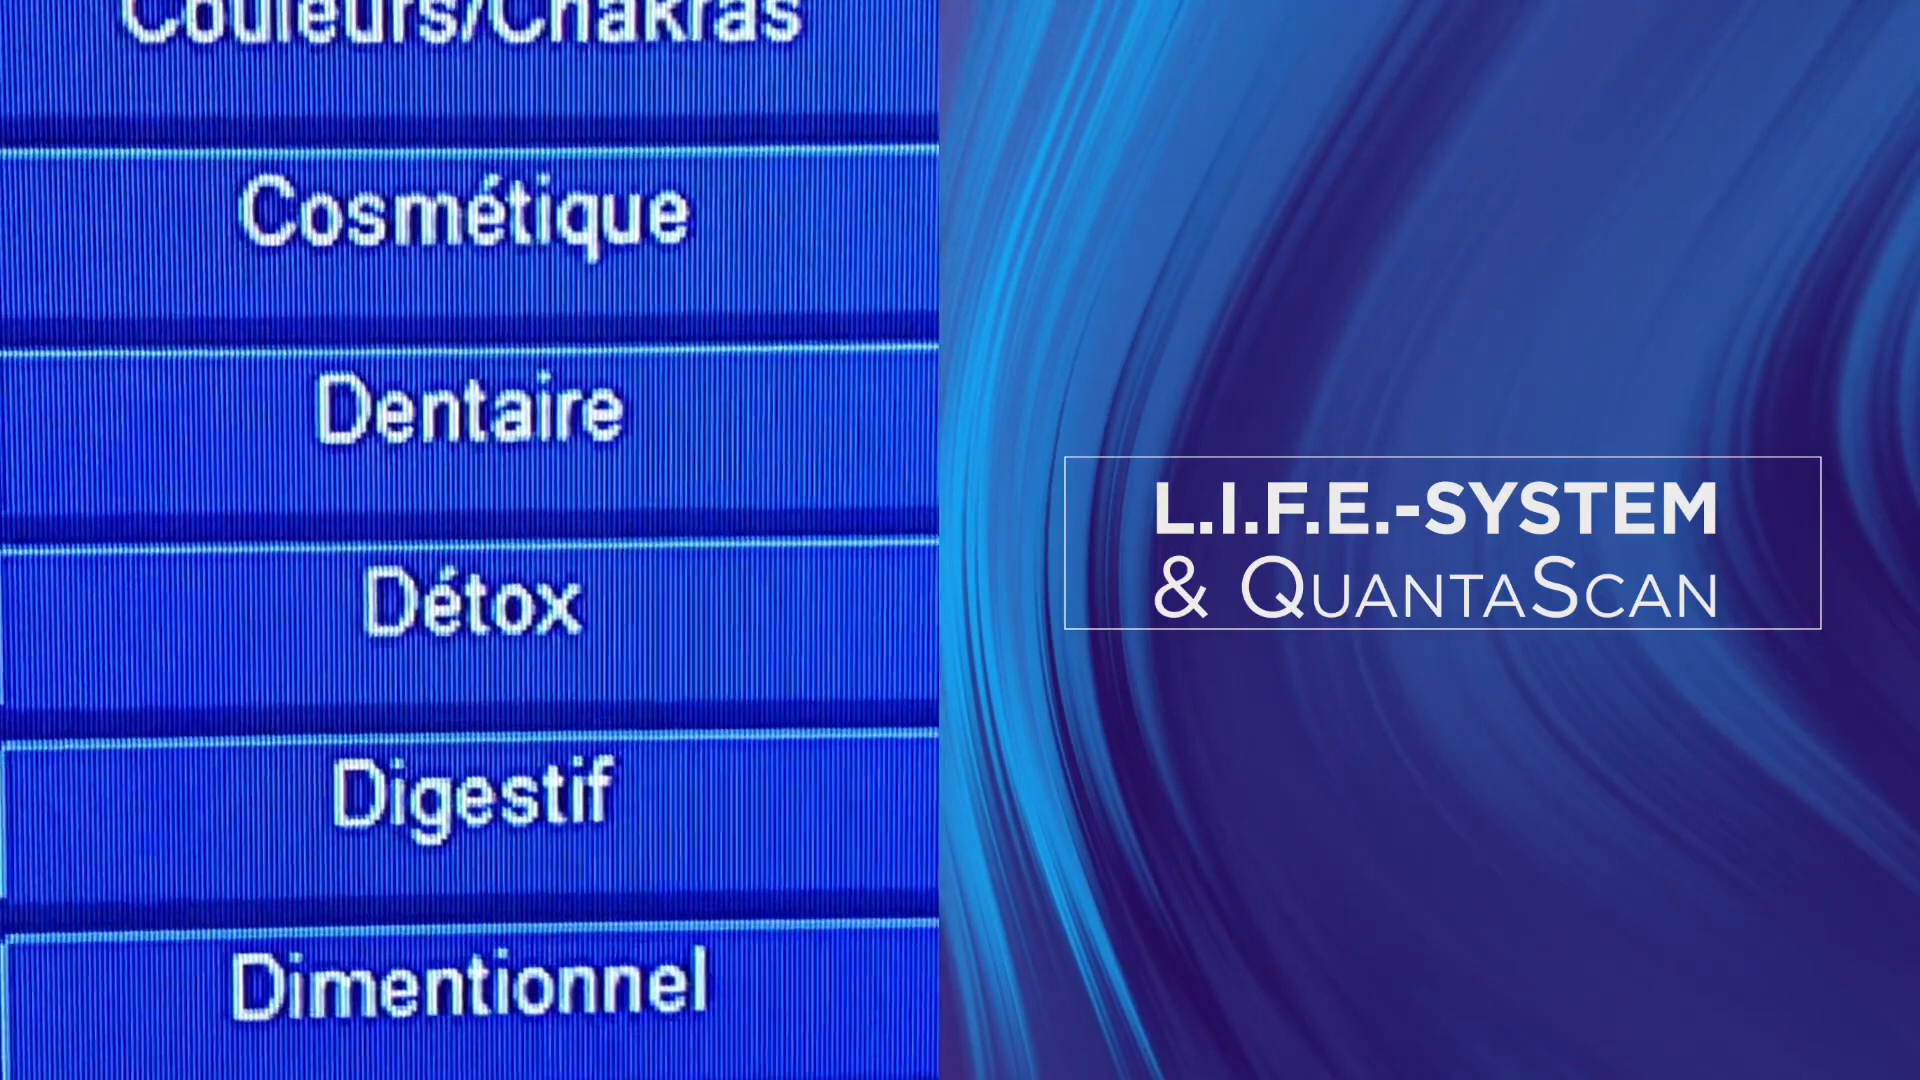 Couleurs/Chakras
Cosmétique
Dentaire
Détox
Digestif
Dimentionnel
L.I.F.E.-SYSTEM
& QUANTASCAN